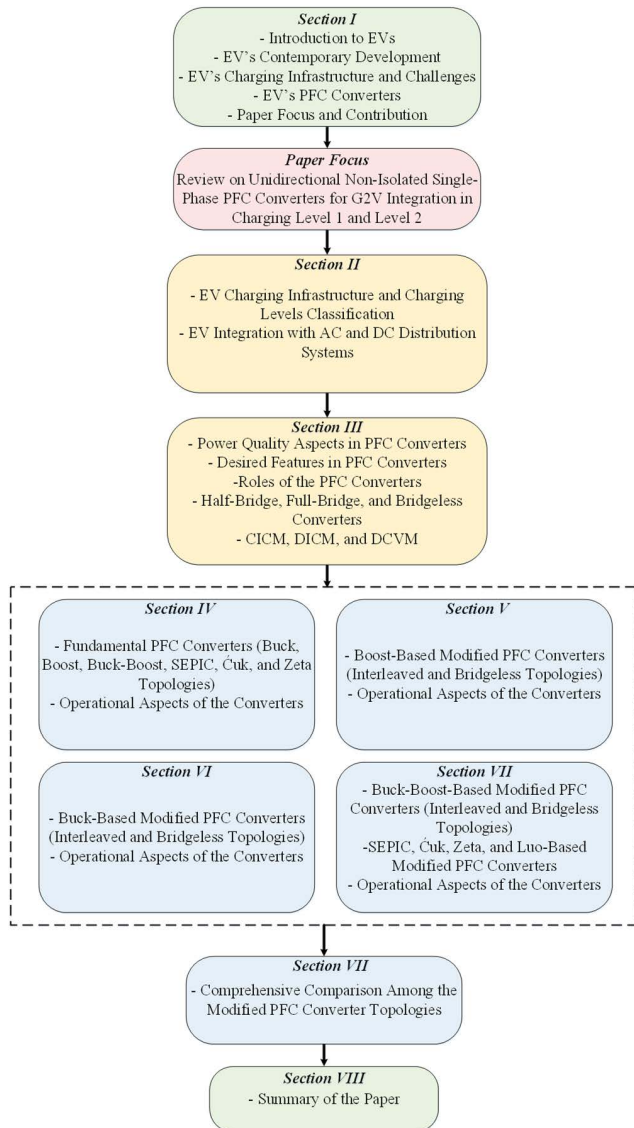 Section I
- Introduction to EVs
- EV's Contemporary Development
- EV's Charging Infrastructure and Challenges
- EV's PFC Converters
- Paper Focus and Contribution
Paper Focus
Review on Unidirectional Non-Isolated Single-
Phase PFC Converters for G2V Integration in
Charging Level 1 and Level 2
Section II
- EV Charging Infrastructure and Charging
Levels Classification
- EV Integration with AC and DC Distribution
Systems
Section III
- Power Quality Aspects in PFC Converters
- Desired Features in PFC Converters
-Roles of the PFC Converters
- Half-Bridge, Full-Bridge, and Bridgeless
Converters
- CICM, DICM, and DCVM
Section IV
- Fundamental PFC Converters (Buck,
Boost, Buck-Boost, SEPIC, Ćuk, and Zeta
Topologies)
- Operational Aspects of the Converters
Section V
- Boost-Based Modified PFC Converters
(Interleaved and Bridgeless Topologies)
- Operational Aspects of the Converters
Section VI
- Buck-Based Modified PFC Converters
(Interleaved and Bridgeless Topologies)
- Operational Aspects of the Converters
Section VII
- Buck-Boost-Based Modified PFC
Converters (Interleaved and Bridgeless
Topologies)
-SEPIC, Ćuk, Zeta, and Luo-Based
Modified PFC Converters
- Operational Aspects of the Converters
Section VII
- Comprehensive Comparison Among the
Modified PFC Converter Topologies
Section VIII
- Summary of the Paper